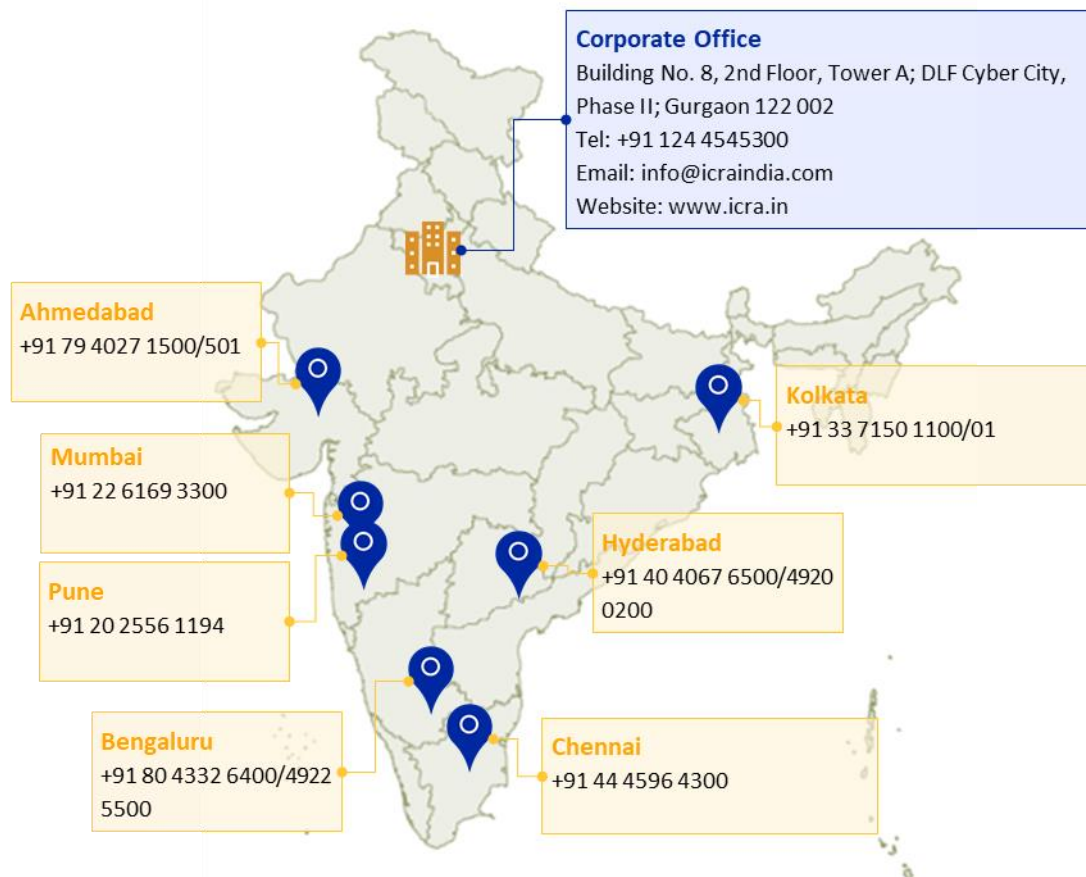 Corporate Office
Building No. 8, 2nd Floor, Tower A; DLF Cyber City,
Phase II; Gurgaon 122 002
Tel: +91 124 4545300
Email: info@icraindia.com
Website: www.icra.in
Ahmedabad
+91 79 4027 1500/501
Kolkata
+91 33 7150 1100/01
Mumbai
+91 22 6169 3300
Hyderabad
+91 40 4067 6500/4920
0200
Pune
+91 20 2556 1194
Bengaluru
+91 80 4332 6400/4922
5500
Chennai
+91 44 4596 4300